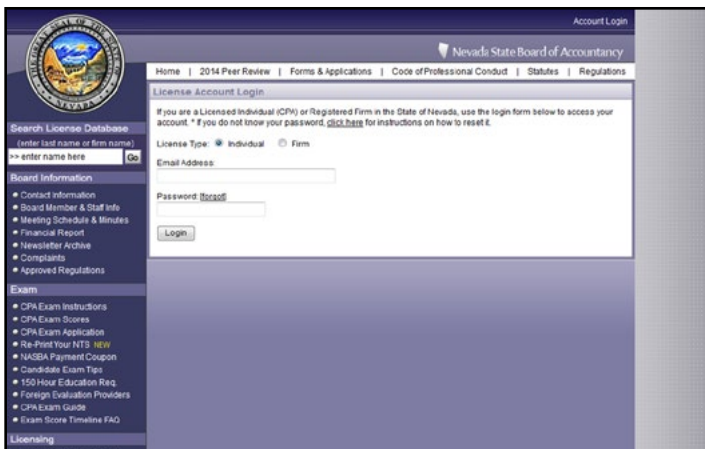 Account Login
Nevada State Board of Accountancy
Home | 2014 Peer Review | Forms & Applications | Code of Professional Conduct | Statutes | Regulations
License Account Login
If you are a Licensed Individual (CPA) or Registered Firm in the State of Nevada, use the login form below to access your
account. * If you do not know your password, click here for instructions on how to reset it.
License Type: Individual Firm
Email Address:
Password: [forgot]
Login
SEAL OF THE STATE OF
NEVADA
Search License Database
(enter last name or firm name)
>> enter name here Go
Board Information
Contact Information
Board Member & Staff Info
Meeting Schedule & Minutes
Financial Report
Newsletter Archive
Complaints
Approved Regulations
Exam
CPA Exam Instructions
CPA Exam Scores
CPA Exam Application
Re-Print Your NTS NEW
NASBA Payment Coupon
Candidate Exam Tips
150 Hour Education Req.
Foreign Evaluation Providers
CPA Exam Guide
Exam Score Timeline FAQ
Licensing